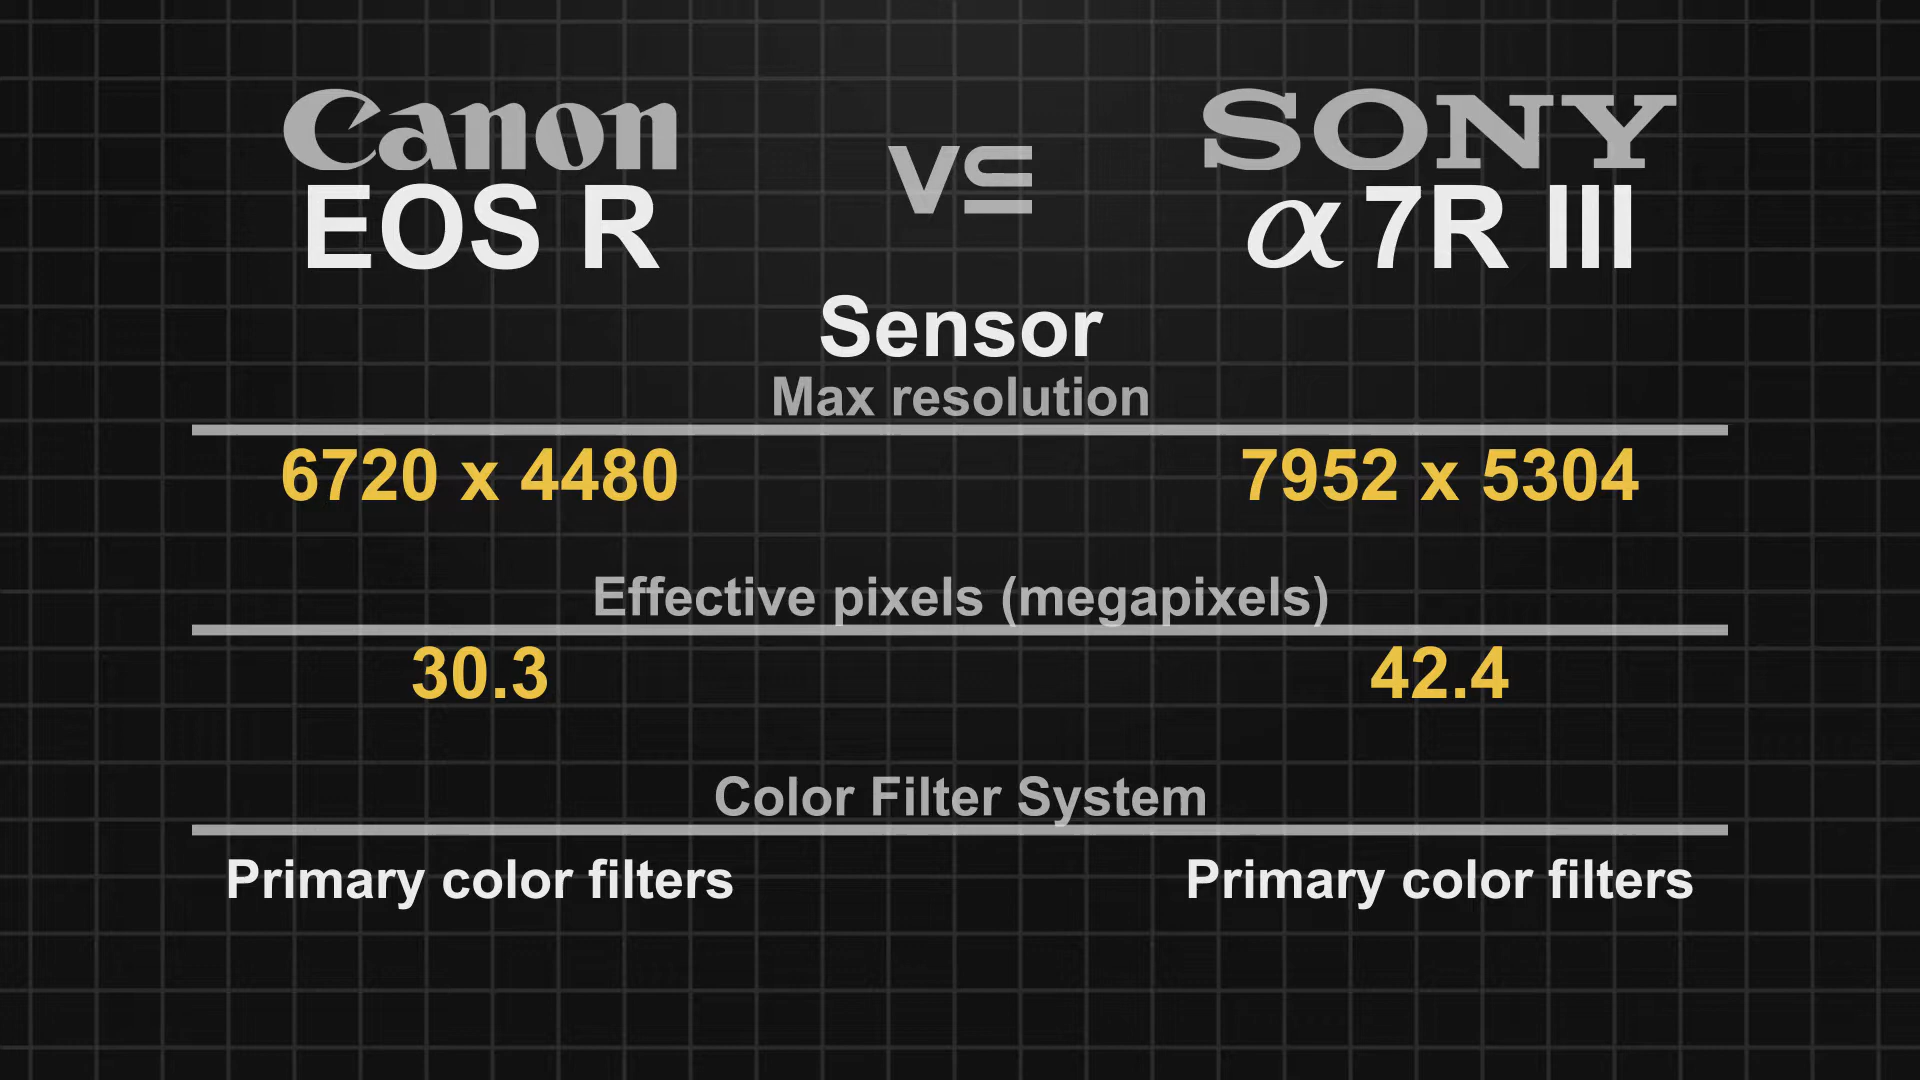 Canon VS SONY
EOS R α7R III
Sensor
Max resolution
6720 x 4480 7952 x 5304
Effective pixels (megapixels)
30.3 42.4
Color Filter System
Primary color filters Primary color filters